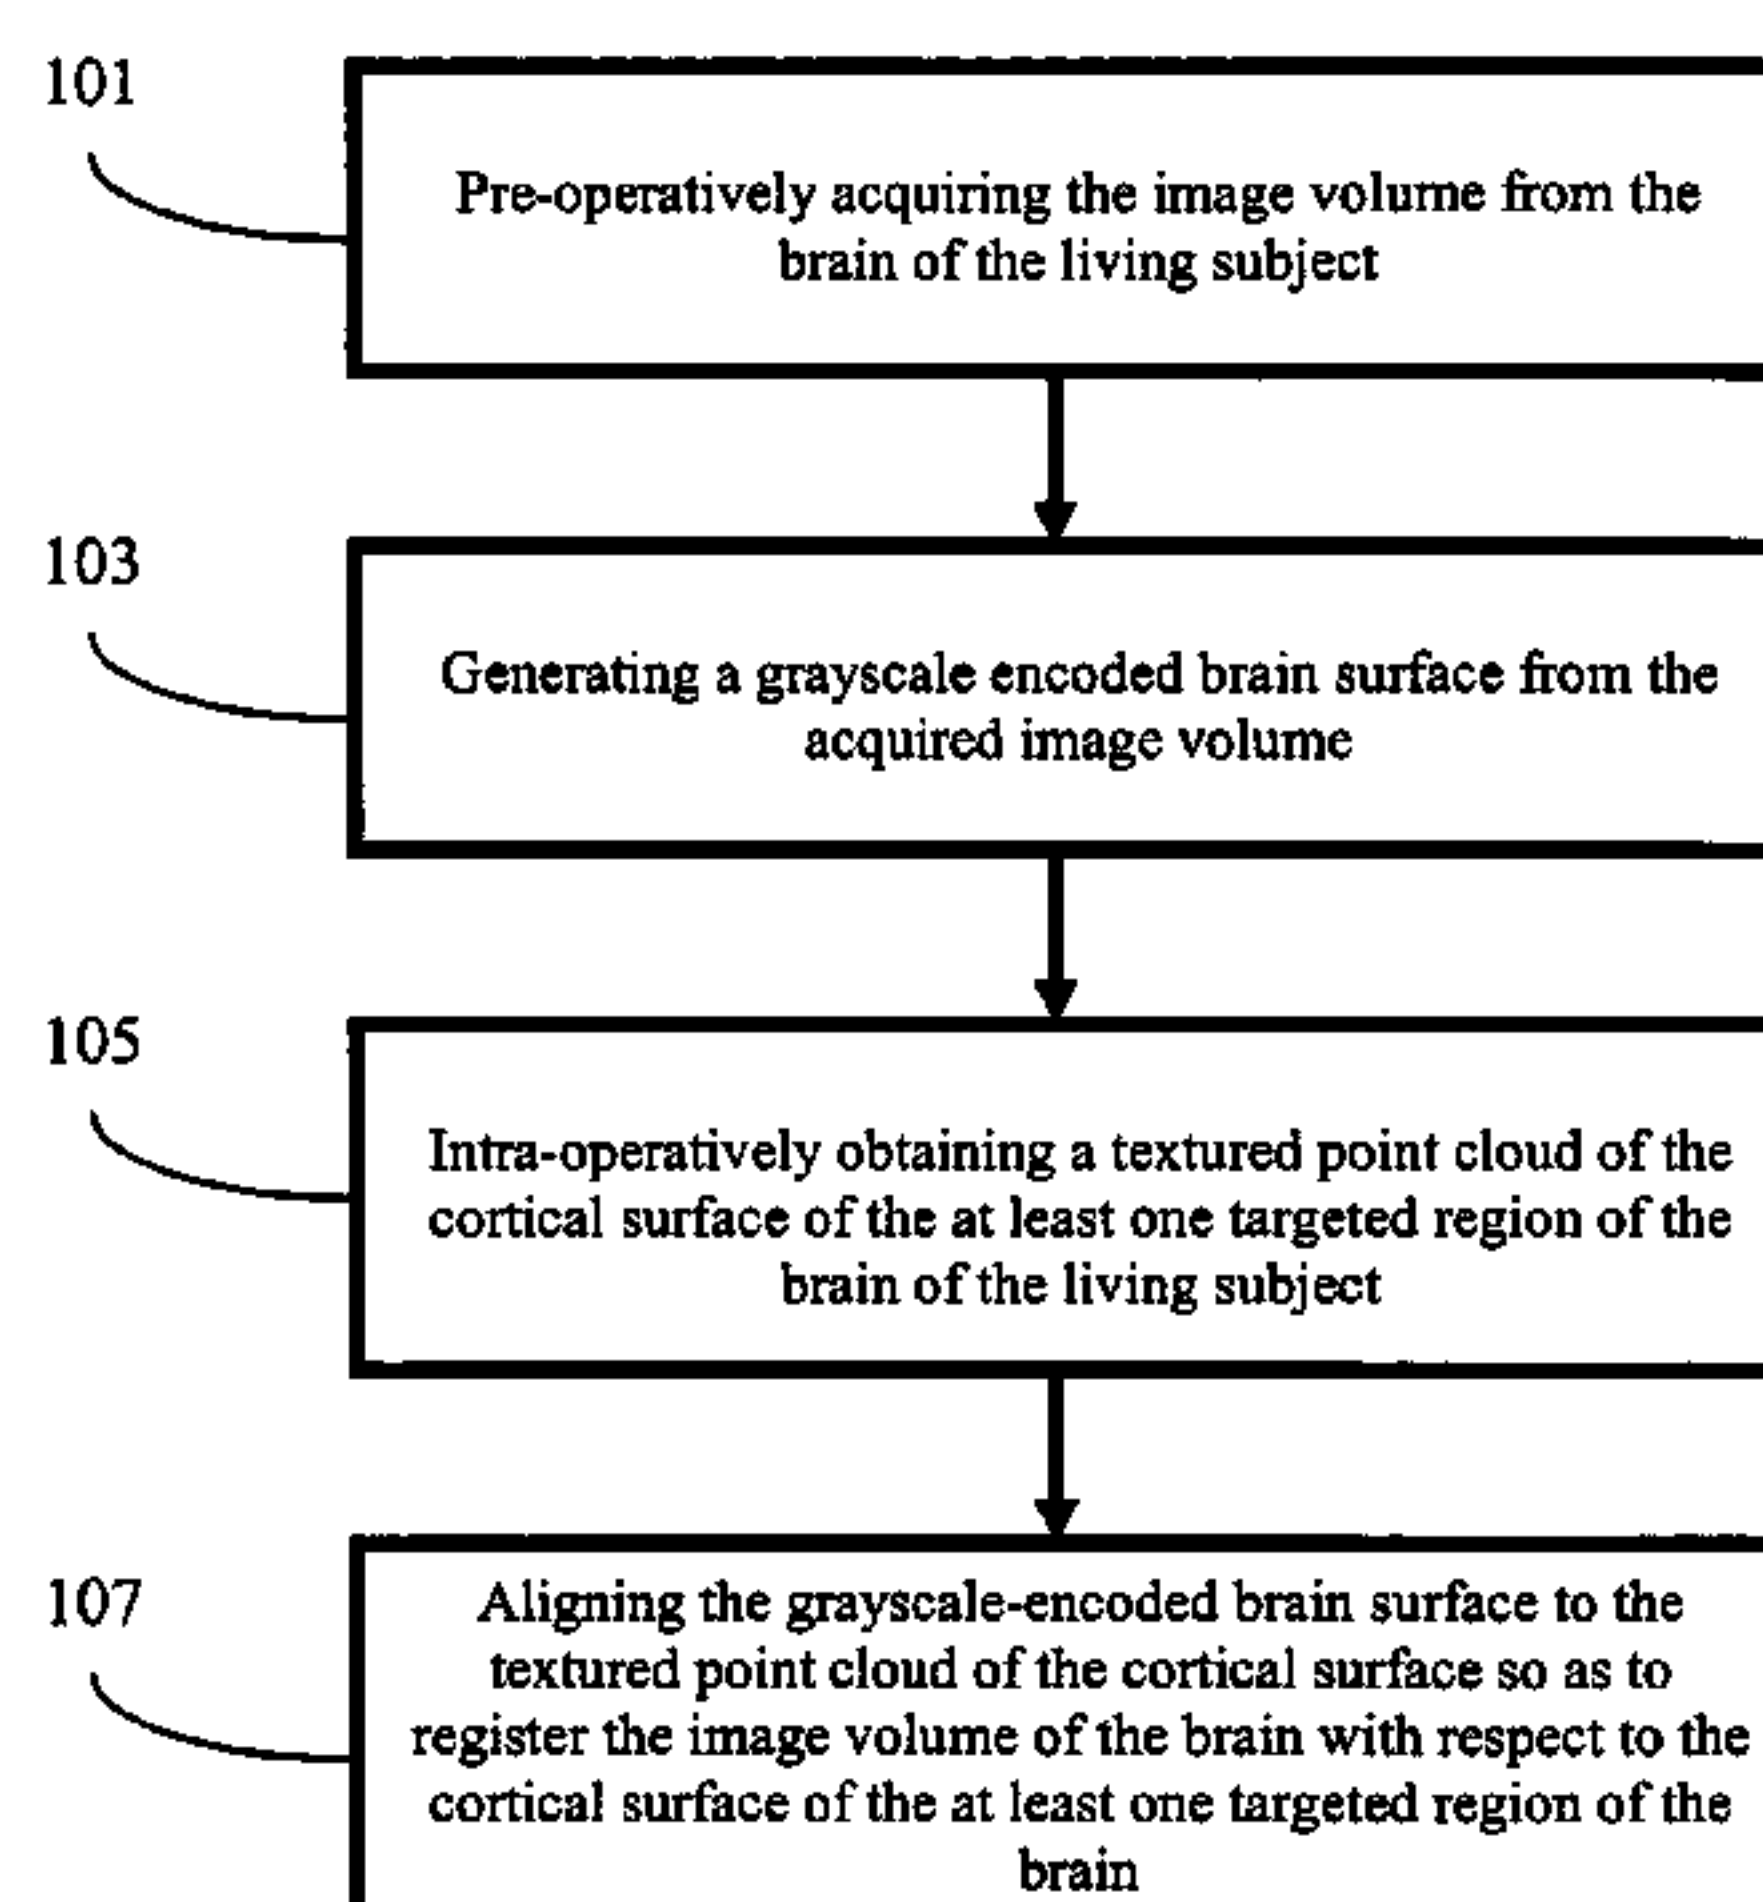 101
Pre-operatively acquiring the image volume from the
brain of the living subject
103
Generating a grayscale encoded brain surface from the
acquired image volume
105
Intra-operatively obtaining a textured point cloud of the
cortical surface of the at least one targeted region of the
brain of the living subject
107
Aligning the grayscale-encoded brain surface to the
textured point cloud of the cortical surface so as to
register the image volume of the brain with respect to the
cortical surface of the at least one targeted region of the
brain